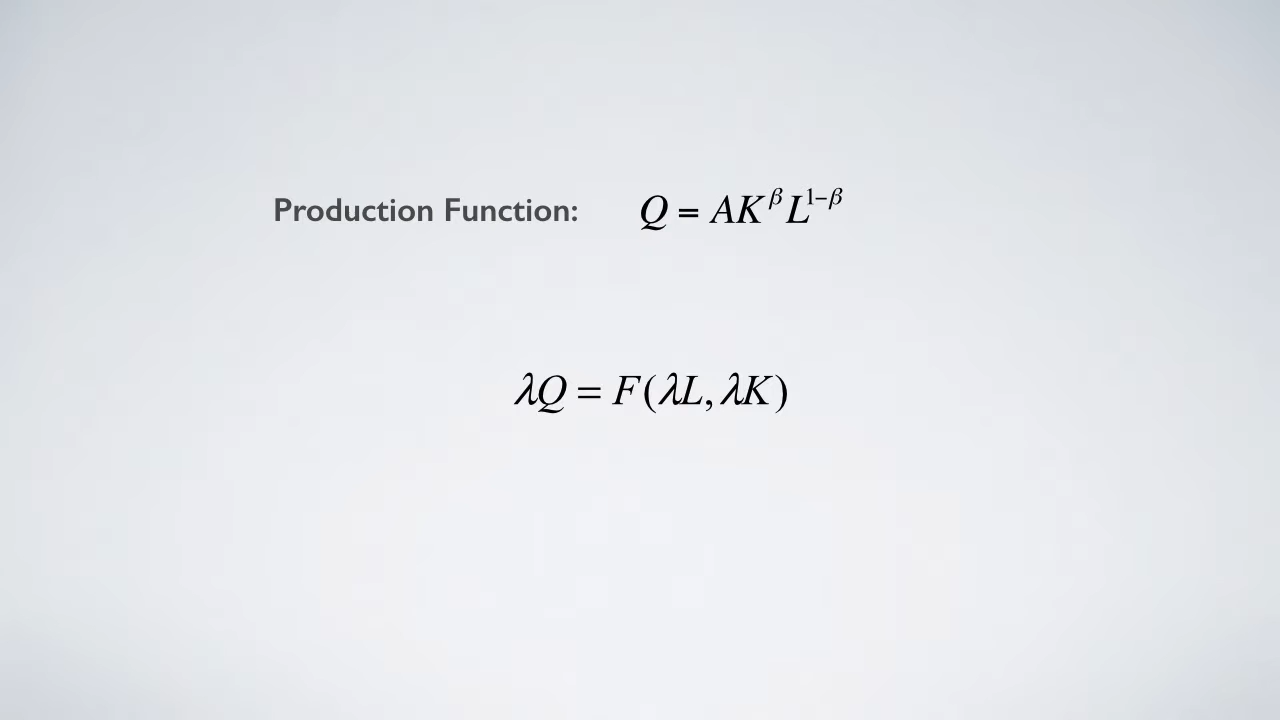 Production Function: Q = AK^β L^{1−β}
λQ = F(λL, λK)